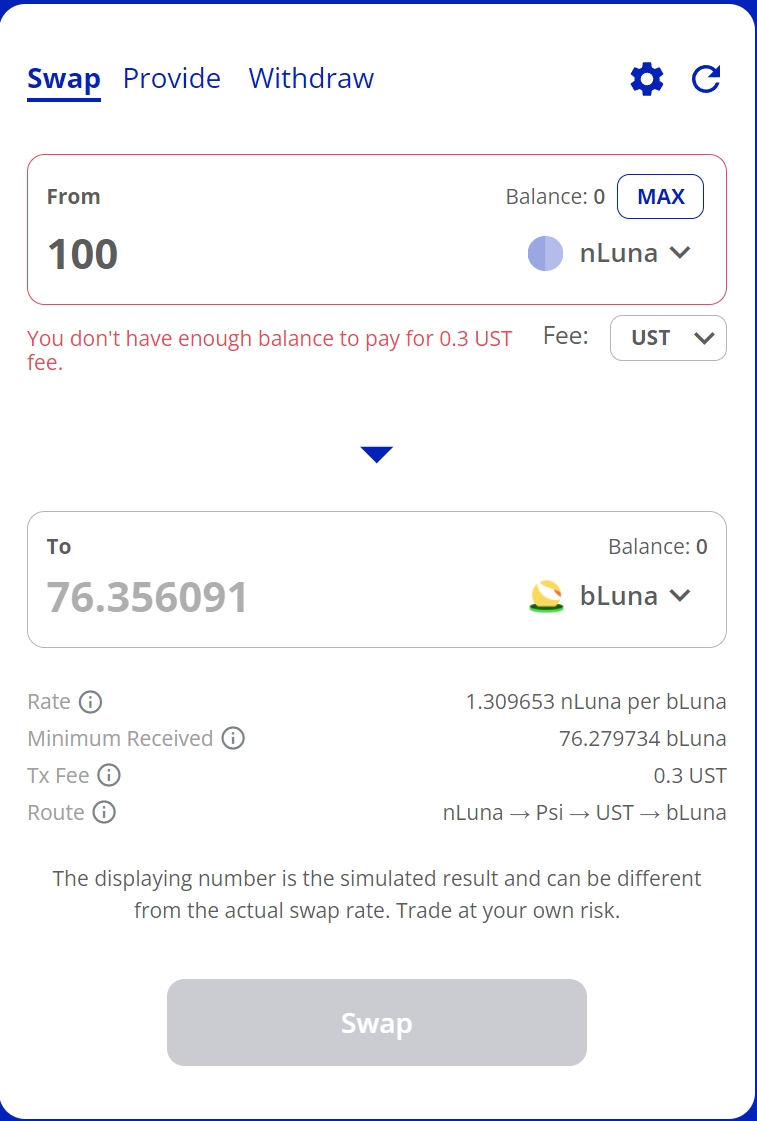 Swap Provide Withdraw
From Balance: 0 MAX
100 nLuna
You don't have enough balance to pay for 0.3 UST
fee.
Fee: UST
To Balance: 0
76.356091 bLuna
Rate 1.309653 nLuna per bLuna
Minimum Received 76.279734 bLuna
Tx Fee 0.3 UST
Route nLuna → Psi → UST → bLuna
The displaying number is the simulated result and can be different
from the actual swap rate. Trade at your own risk.
Swap